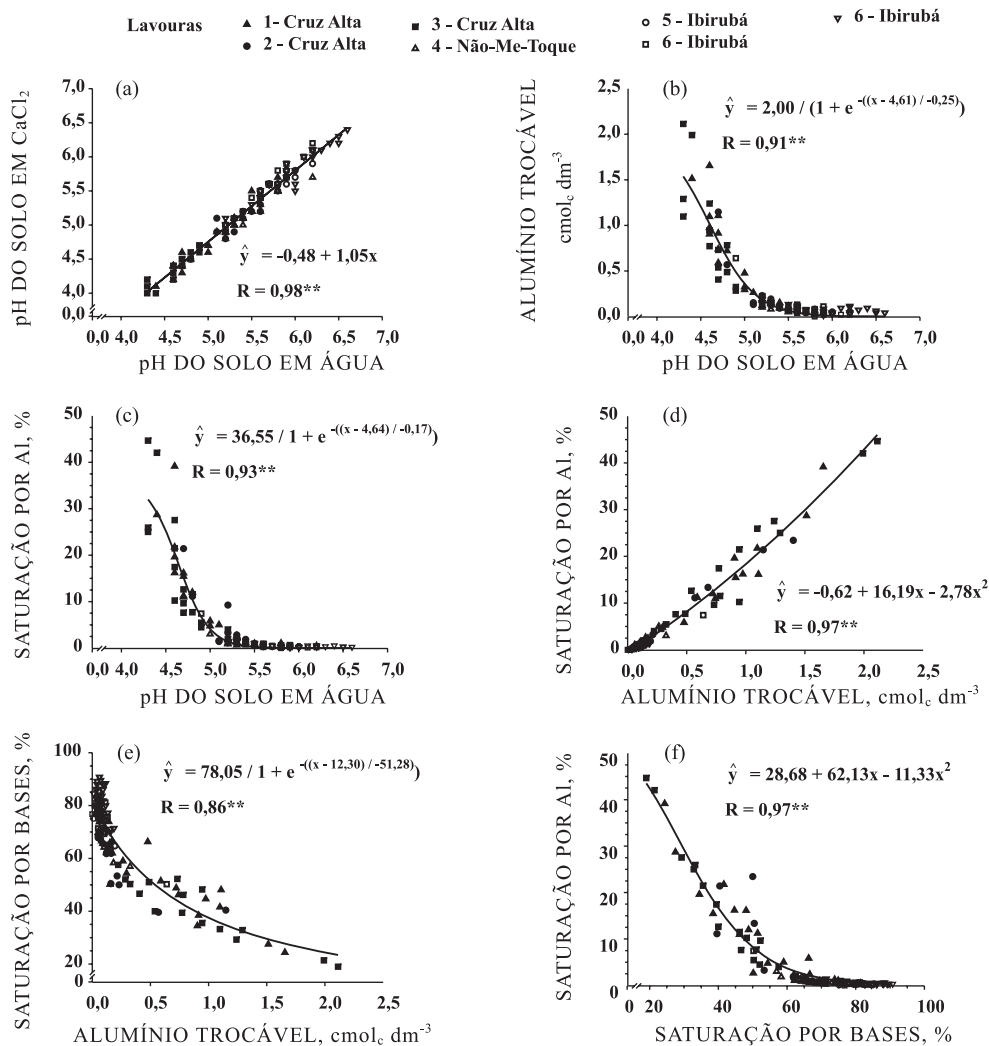 Lavouras
▲ 1- Cruz Alta
● 2 - Cruz Alta
■ 3 - Cruz Alta
△ 4 - Não-Me-Toque
○ 5 - Ibirubá
□ 6 - Ibirubá
▽ 6 - Ibirubá
(a)
pH DO SOLO EM CaCl2
7,0
6,5
6,0
5,5
5,0
4,5
4,0
0,0
ŷ = -0,48 + 1,05x
R = 0,98**
0,0 4,0 4,5 5,0 5,5 6,0 6,5 7,0
pH DO SOLO EM ÁGUA
(b)
ALUMÍNIO TROCÁVEL
cmolc dm-3
2,5
2,0
1,5
1,0
0,5
0,0
ŷ = 2,00 / (1 + e -((x - 4,61) / -0,25)
R = 0,91**
0,0 4,0 4,5 5,0 5,5 6,0 6,5 7,0
pH DO SOLO EM ÁGUA
(c)
SATURAÇÃO POR Al, %
50
40
30
20
10
0
ŷ = 36,55 / 1 + e -((x - 4,64) / -0,17)
R = 0,93**
0,0 4,0 4,5 5,0 5,5 6,0 6,5 7,0
pH DO SOLO EM ÁGUA
(d)
SATURAÇÃO POR Al, %
50
40
30
20
10
0
ŷ = -0,62 + 16,19x - 2,78x2
R = 0,97**
0,0 0,5 1,0 1,5 2,0 2,5
ALUMÍNIO TROCÁVEL, cmolc dm-3
(e)
SATURAÇÃO POR BASES, %
100
80
60
40
20
0
ŷ = 78,05 / 1 + e -((x - 12,30) / -51,28)
R = 0,86**
0,0 0,5 1,0 1,5 2,0 2,5
ALUMÍNIO TROCÁVEL, cmolc dm-3
(f)
SATURAÇÃO POR Al, %
50
40
30
20
10
0
ŷ = 28,68 + 62,13x - 11,33x2
R = 0,97**
0 20 40 60 80 100
SATURAÇÃO POR BASES, %